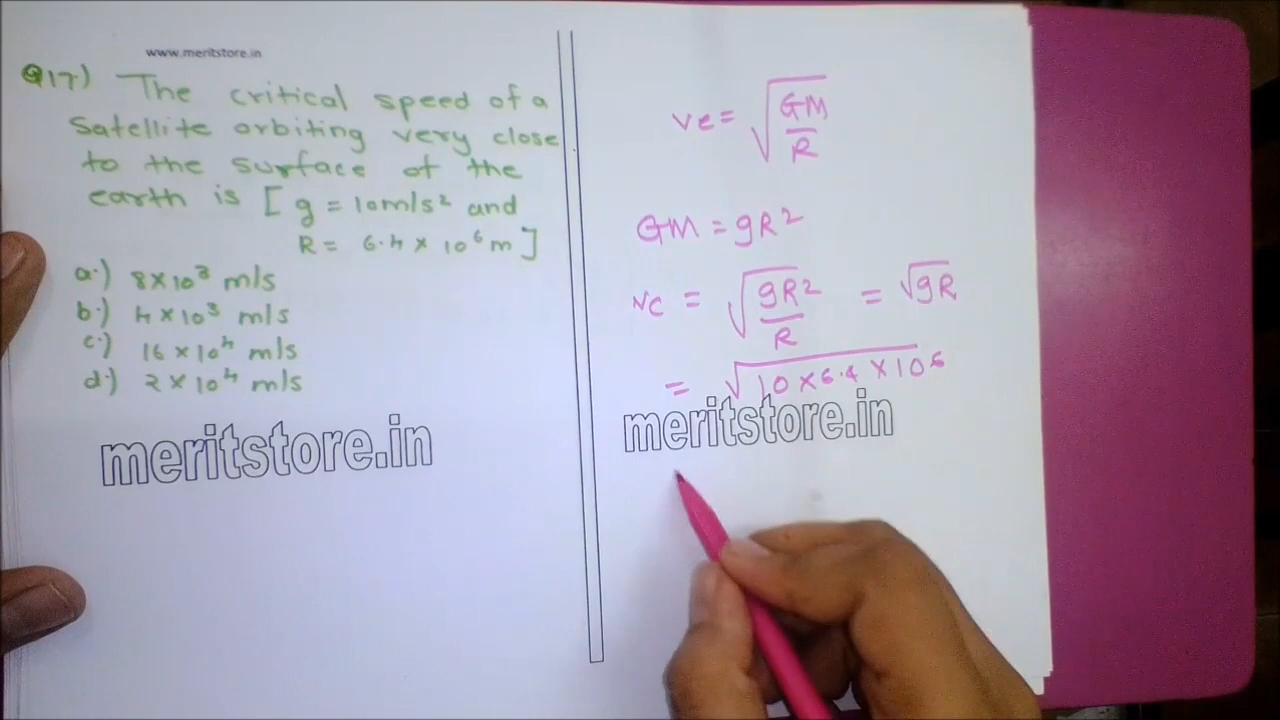 www.meritstore.in
Q17.) The critical speed of a
satellite orbiting very close
to the surface of the
earth is [ g = 10m/s² and
R = 6.4 × 10⁶ m ]
a.) 8×10³ m/s
b.) 4×10³ m/s
c.) 16×10⁴ m/s
d.) 2×10⁴ m/s
meritstore.in
vc = √GM/R
GM = gR²
vc = √gR²/R = √gR
= √10×6.4×10⁶
meritstore.in